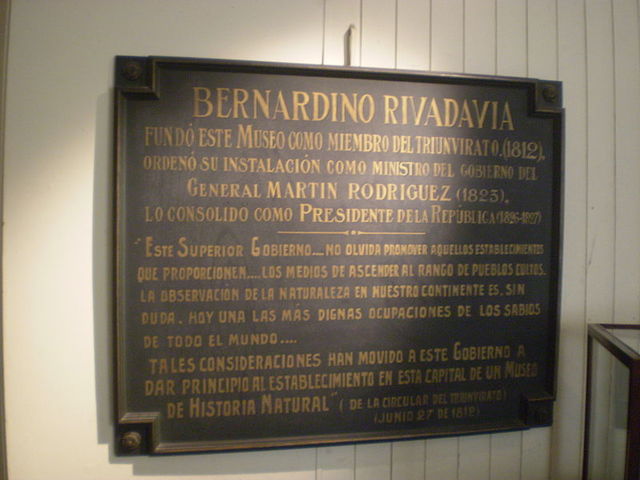 BERNARDINO RIVADAVIA
FUNDÓ ESTE MUSEO COMO MIEMBRO DEL TRIUNVIRATO.(1812).
ORDENÓ SU INSTALACIÓN COMO MINISTRO DEL GOBIERNO DEL
GENERAL MARTIN RODRIGUEZ (1823).
LO CONSOLIDO COMO PRESIDENTE DE LA REPÚBLICA (1826-1827)
"ESTE SUPERIOR GOBIERNO....NO OLVIDA PROMOVER AQUELLOS ESTABLECIMIENTOS
QUE PROPORCIONEN....LOS MEDIOS DE ASCENDER AL RANGO DE PUEBLOS CULTOS.
LA OBSERVACIÓN DE LA NATURALEZA EN NUESTRO CONTINENTE ES, SIN
DUDA, HOY UNA LAS MÁS DIGNAS OCUPACIONES DE LOS SABIOS
DE TODO EL MUNDO....
TALES CONSIDERACIONES HAN MOVIDO A ESTE GOBIERNO A
DAR PRINCIPIO AL ESTABLECIMIENTO EN ESTA CAPITAL DE UN MUSEO
DE HISTORIA NATURAL" (DE LA CIRCULAR DEL TRIUNVIRATO)
(JUNIO 27 DE 1812)